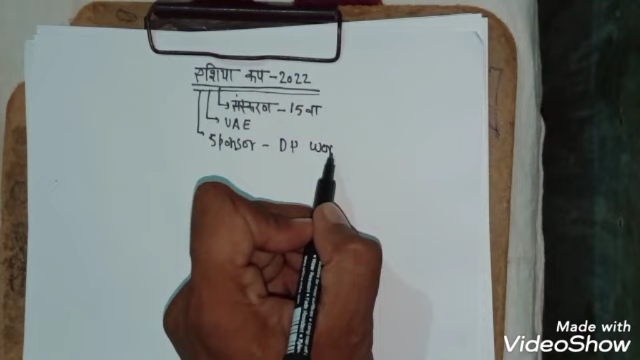 एशिया कप - 2022
संस्करण - 15वा
UAE
Sponsor - DP Wor
Made with
VideoShow